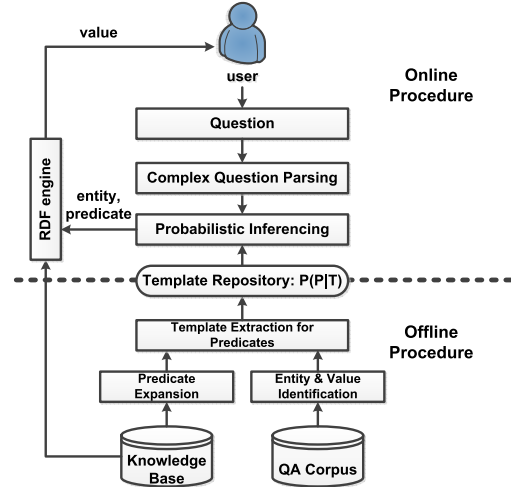 value
user
Online
Procedure
Question
Complex Question Parsing
entity,
predicate
RDF engine
Probabilistic Inferencing
Template Repository: P(P|T)
Template Extraction for
Predicates
Offline
Procedure
Predicate
Expansion
Entity & Value
Identification
Knowledge
Base
QA Corpus